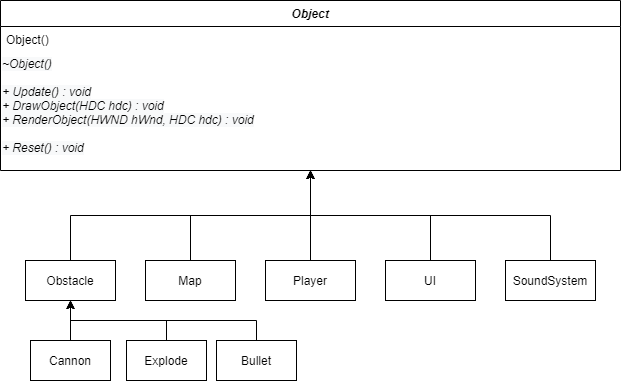 Object
Object()
~Object()
+ Update() : void
+ DrawObject(HDC hdc) : void
+ RenderObject(HWND hWnd, HDC hdc) : void
+ Reset() : void
Obstacle
Map
Player
UI
SoundSystem
Cannon
Explode
Bullet